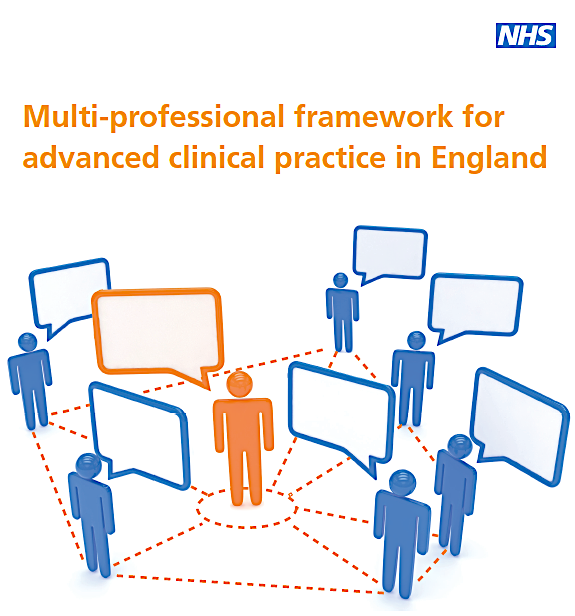 NHS
Multi-professional framework for
advanced clinical practice in England